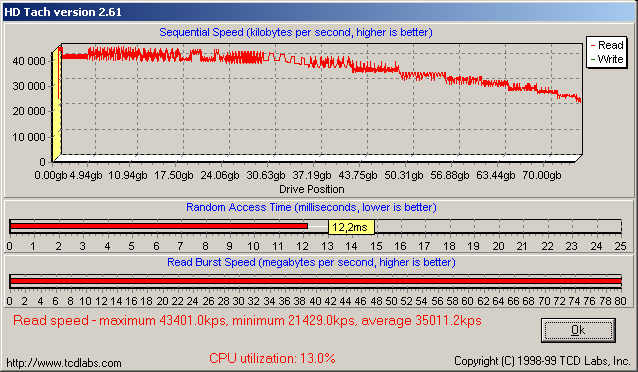 HD Tach version 2.61
Sequential Speed (kilobytes per second, higher is better)
- Read
- Write
40 000
30 000
20 000
10 000
0
0.00gb 4.94gb 10.94gb 17.50gb 24.06gb 30.63gb 37.19gb 43.75gb 50.31gb 56.88gb 63.44gb 70.00gb
Drive Position
Random Access Time (milliseconds, lower is better)
12,2ms
0 1 2 3 4 5 6 7 8 9 10 11 12 13 14 15 16 17 18 19 20 21 22 23 24 25
Read Burst Speed (megabytes per second, higher is better)
0 2 4 6 8 10 12 14 16 18 20 22 24 26 28 30 32 34 36 38 40 42 44 46 48 50 52 54 56 58 60 62 64 66 68 70 72 74 76 78 80
Read speed - maximum 43401.0kps, minimum 21429.0kps, average 35011.2kps
Ok
CPU utilization: 13.0%
http://www.tcdlabs.com
Copyright (C) 1998-99 TCD Labs, Inc.